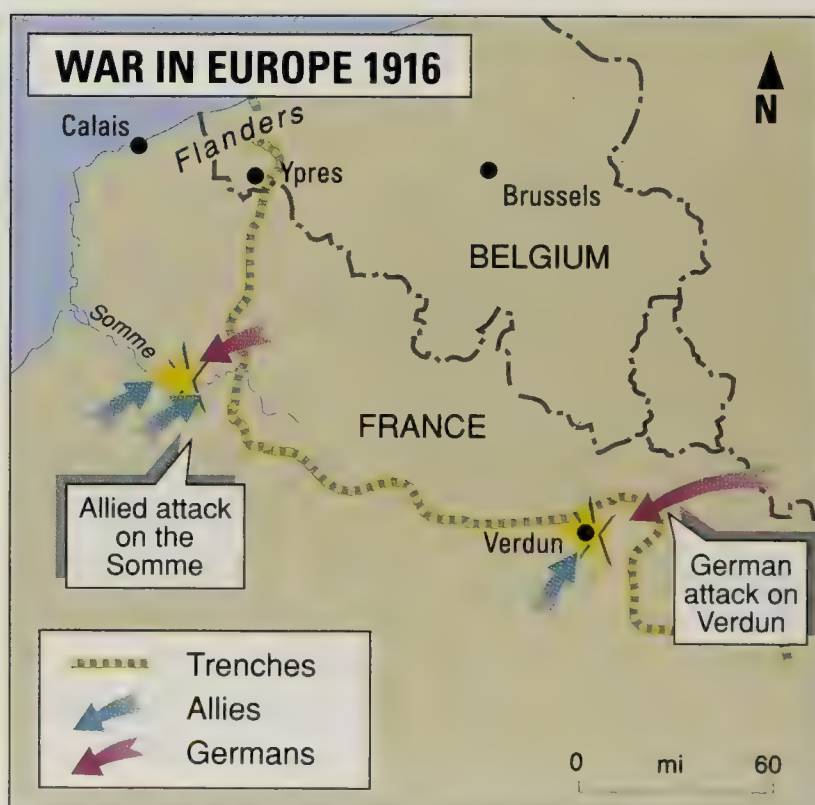 WAR IN EUROPE 1916
N
Calais
Flanders
Ypres
Brussels
BELGIUM
Somme
FRANCE
Allied attack
on the
Somme
Verdun
German
attack on
Verdun
Trenches
Allies
Germans
0 mi 60